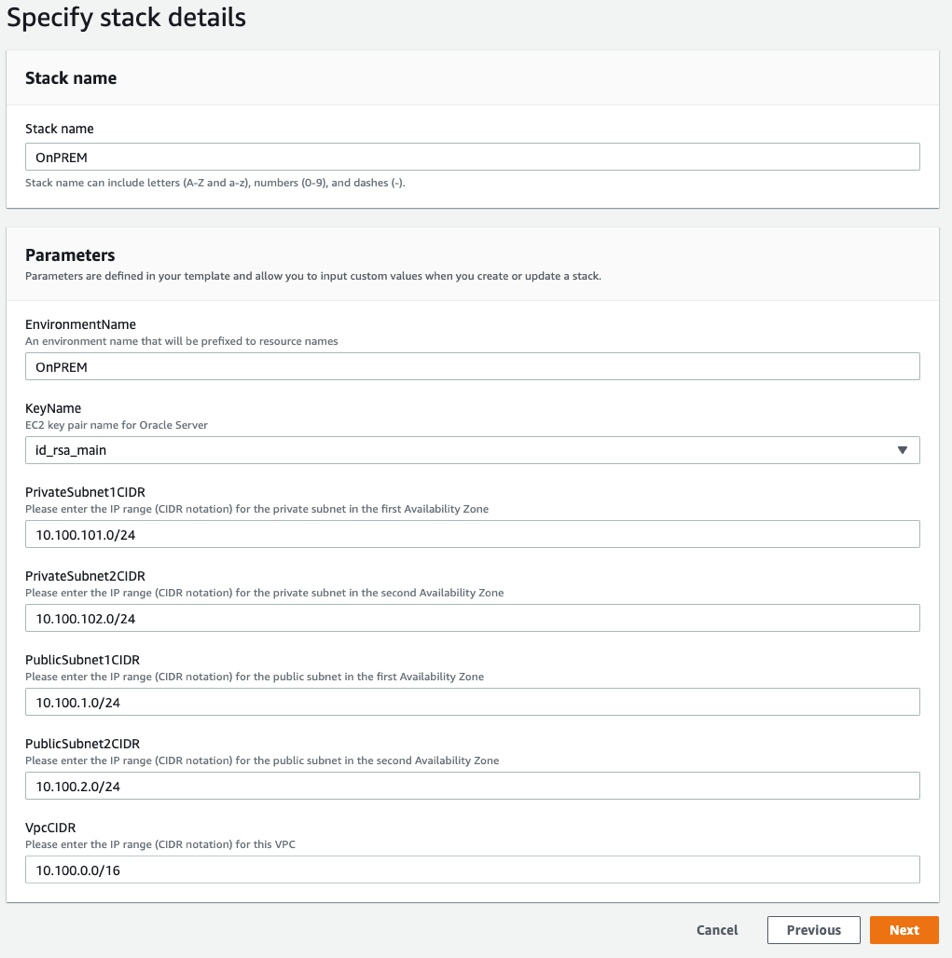 Specify stack details
Stack name
Stack name
OnPREM
Stack name can include letters (A-Z and a-z), numbers (0-9), and dashes (-).
Parameters
Parameters are defined in your template and allow you to input custom values when you create or update a stack.
EnvironmentName
An environment name that will be prefixed to resource names
OnPREM
KeyName
EC2 key pair name for Oracle Server
id_rsa_main
PrivateSubnet1CIDR
Please enter the IP range (CIDR notation) for the private subnet in the first Availability Zone
10.100.101.0/24
PrivateSubnet2CIDR
Please enter the IP range (CIDR notation) for the private subnet in the second Availability Zone
10.100.102.0/24
PublicSubnet1CIDR
Please enter the IP range (CIDR notation) for the public subnet in the first Availability Zone
10.100.1.0/24
PublicSubnet2CIDR
Please enter the IP range (CIDR notation) for the public subnet in the second Availability Zone
10.100.2.0/24
VpcCIDR
Please enter the IP range (CIDR notation) for this VPC
10.100.0.0/16
Cancel Previous Next